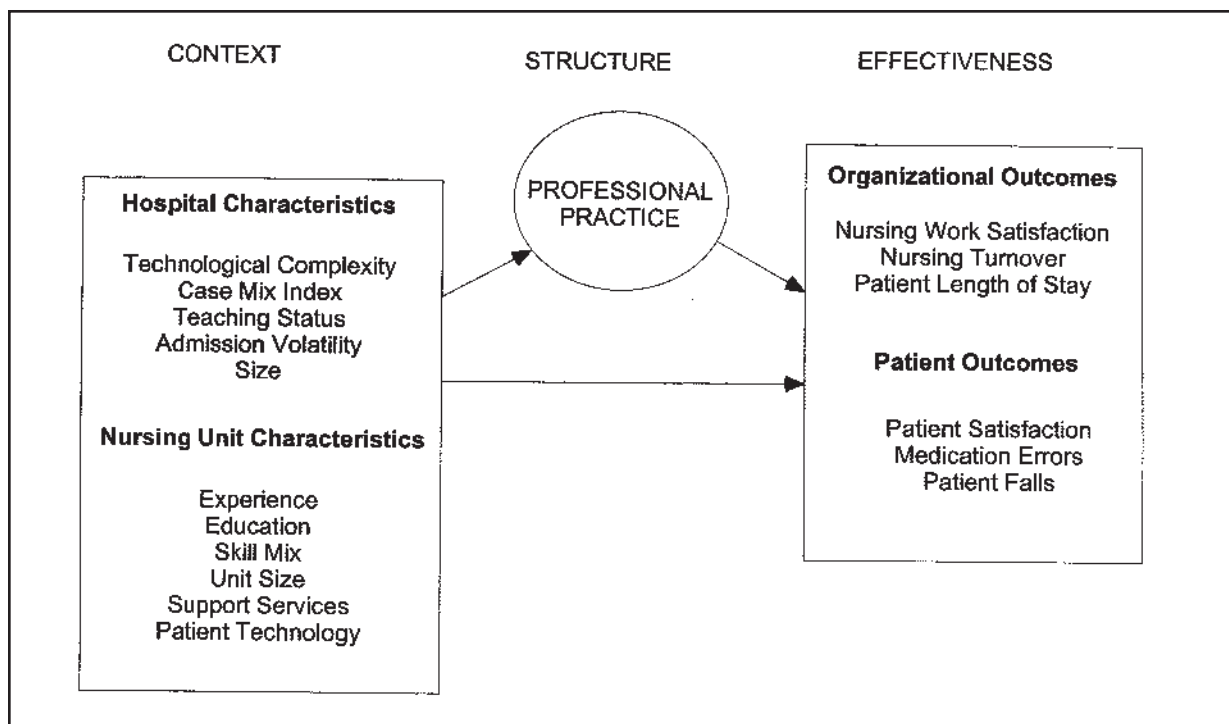 CONTEXT
STRUCTURE
EFFECTIVENESS
Hospital Characteristics
Technological Complexity
Case Mix Index
Teaching Status
Admission Volatility
Size
Nursing Unit Characteristics
Experience
Education
Skill Mix
Unit Size
Support Services
Patient Technology
PROFESSIONAL
PRACTICE
Organizational Outcomes
Nursing Work Satisfaction
Nursing Turnover
Patient Length of Stay
Patient Outcomes
Patient Satisfaction
Medication Errors
Patient Falls